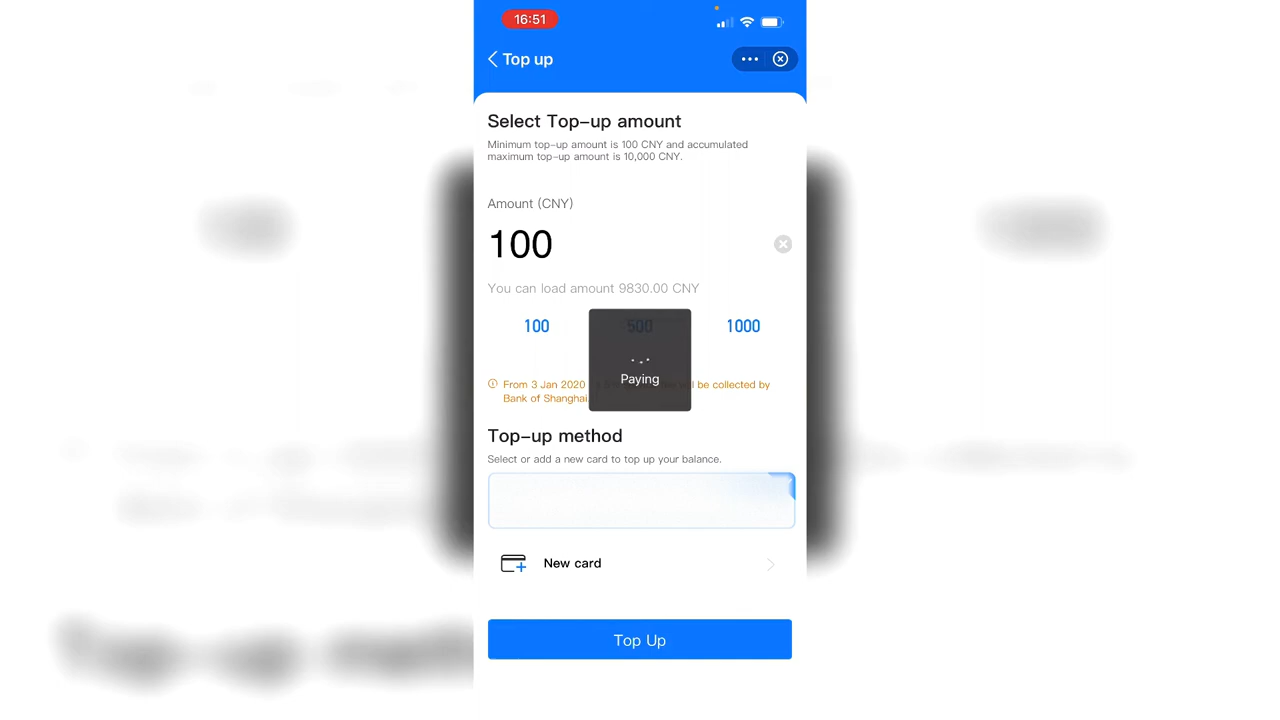 16:51
Top up
Select Top-up amount
Minimum top-up amount is 100 CNY and accumulated
maximum top-up amount is 10,000 CNY.
Amount (CNY)
100
You can load amount 9830.00 CNY
100 500 1000
Paying
From 3 Jan 2020 will be collected by
Bank of Shanghai.
Top-up method
Select or add a new card to top up your balance.
New card
Top Up